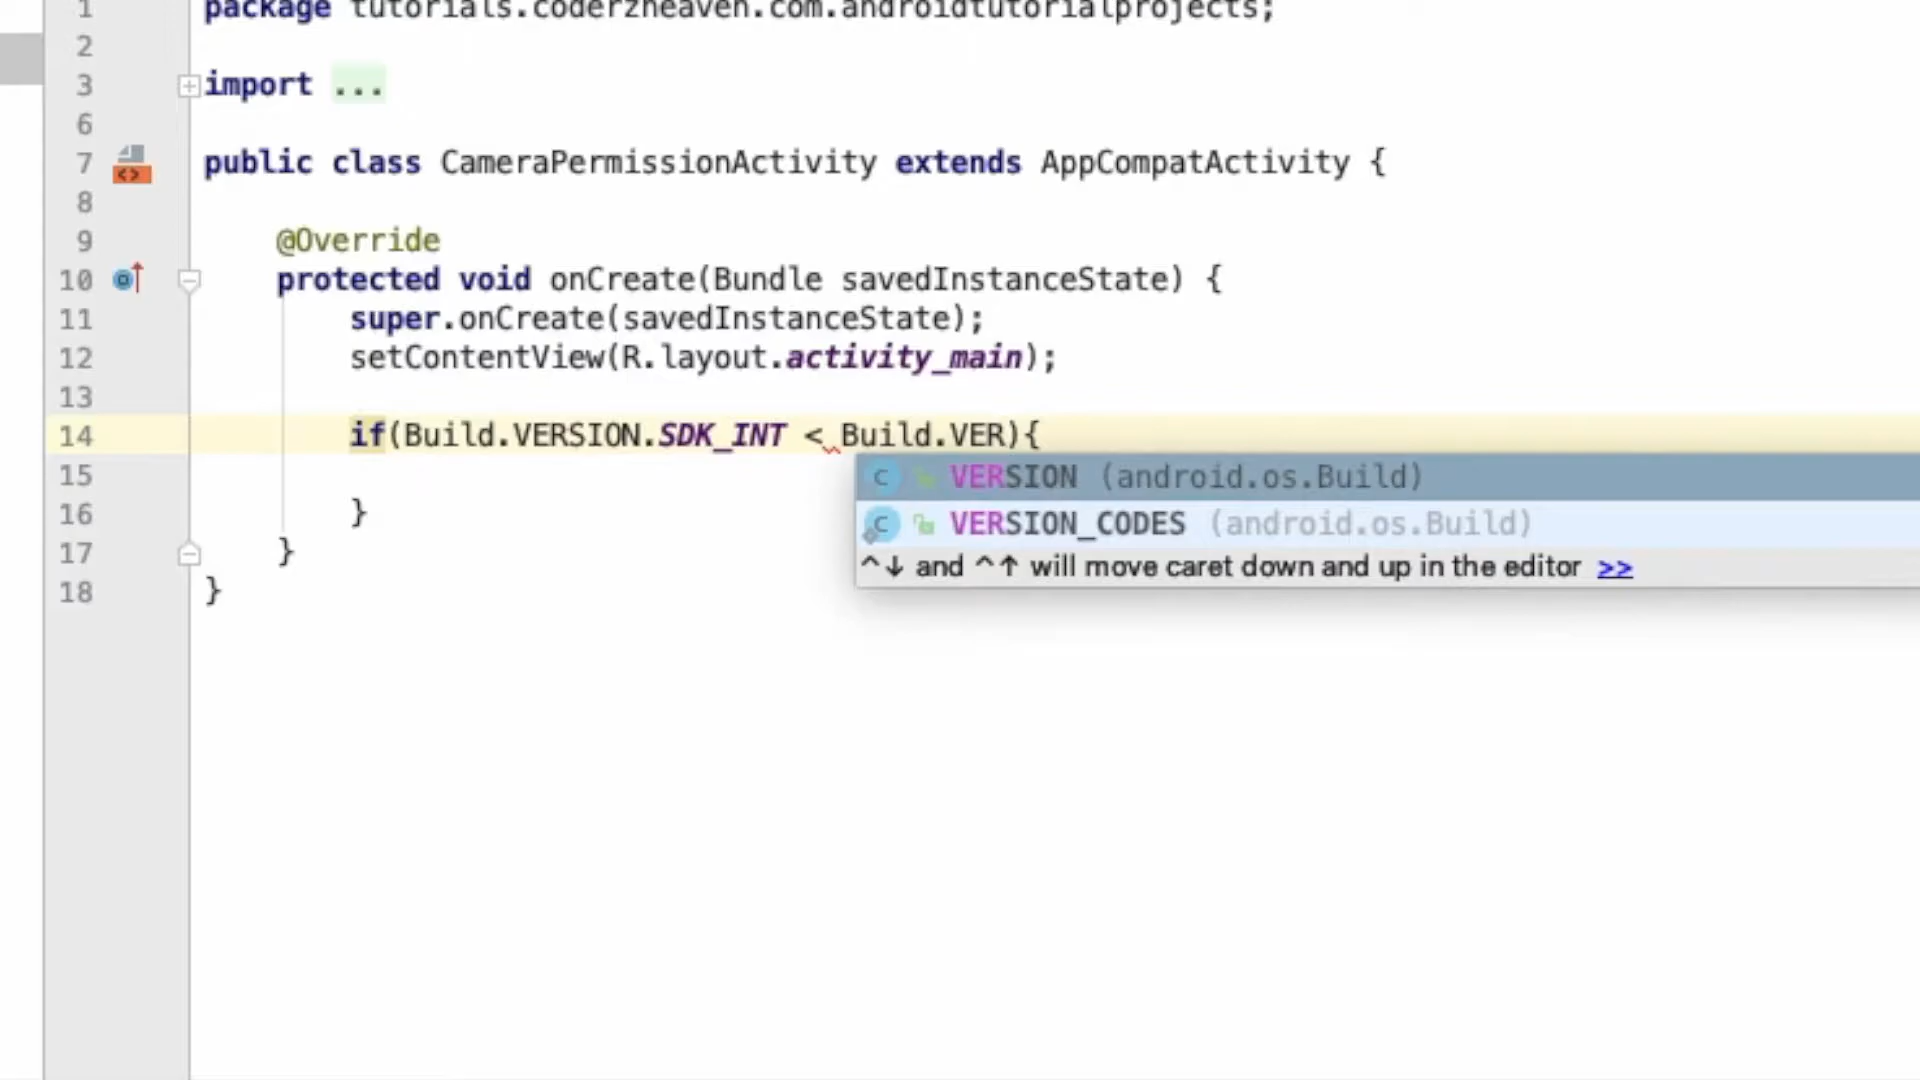 1 package tutorials.coderzheaven.com.androidtutorialprojects;
2
3 import ...
6
7 public class CameraPermissionActivity extends AppCompatActivity {
8
9 @Override
10 protected void onCreate(Bundle savedInstanceState) {
11 super.onCreate(savedInstanceState);
12 setContentView(R.layout.activity_main);
13
14 if(Build.VERSION.SDK_INT < Build.VER){
15
C VERSION (android.os.Build)
16 }
C VERSION_CODES (android.os.Build)
17 }
^↓ and ^↑ will move caret down and up in the editor >>
18 }